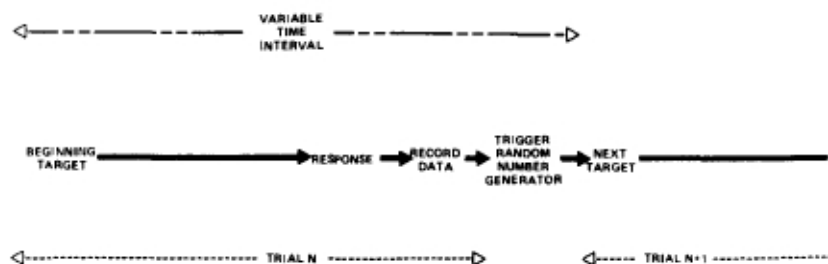 VARIABLE
TIME
INTERVAL
BEGINNING
TARGET
RESPONSE
RECORD
DATA
TRIGGER
RANDOM
NUMBER
GENERATOR
NEXT
TARGET
TRIAL N
TRIAL N+1